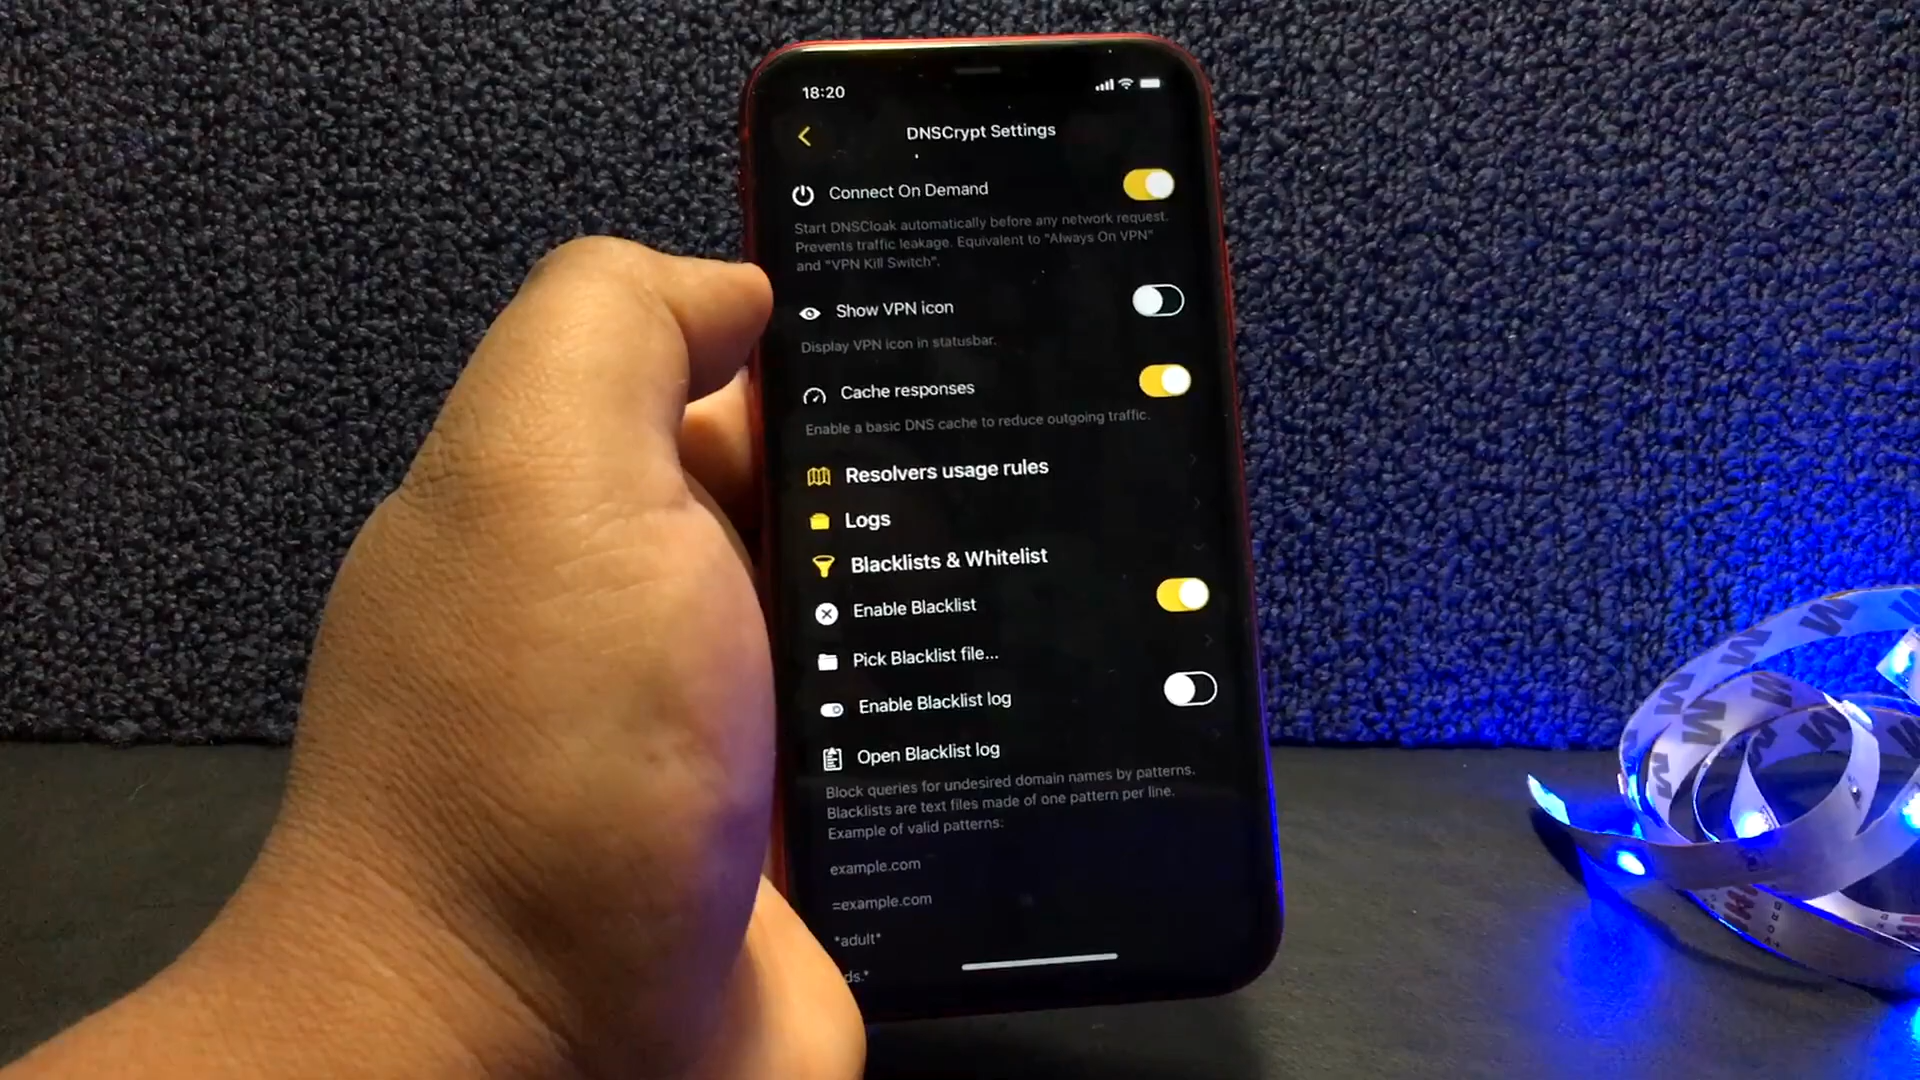 18:20
DNSCrypt Settings
Connect On Demand
Start DNSCloak automatically before any network request.
Prevents traffic leakage. Equivalent to "Always On VPN"
and "VPN Kill Switch".
Show VPN icon
Display VPN icon in statusbar.
Cache responses
Enable a basic DNS cache to reduce outgoing traffic.
Resolvers usage rules
Logs
Blacklists & Whitelist
Enable Blacklist
Pick Blacklist file...
Enable Blacklist log
Open Blacklist log
Block queries for undesired domain names by patterns.
Blacklists are text files made of one pattern per line.
Example of valid patterns:
example.com
=example.com
*adult*
ds.*